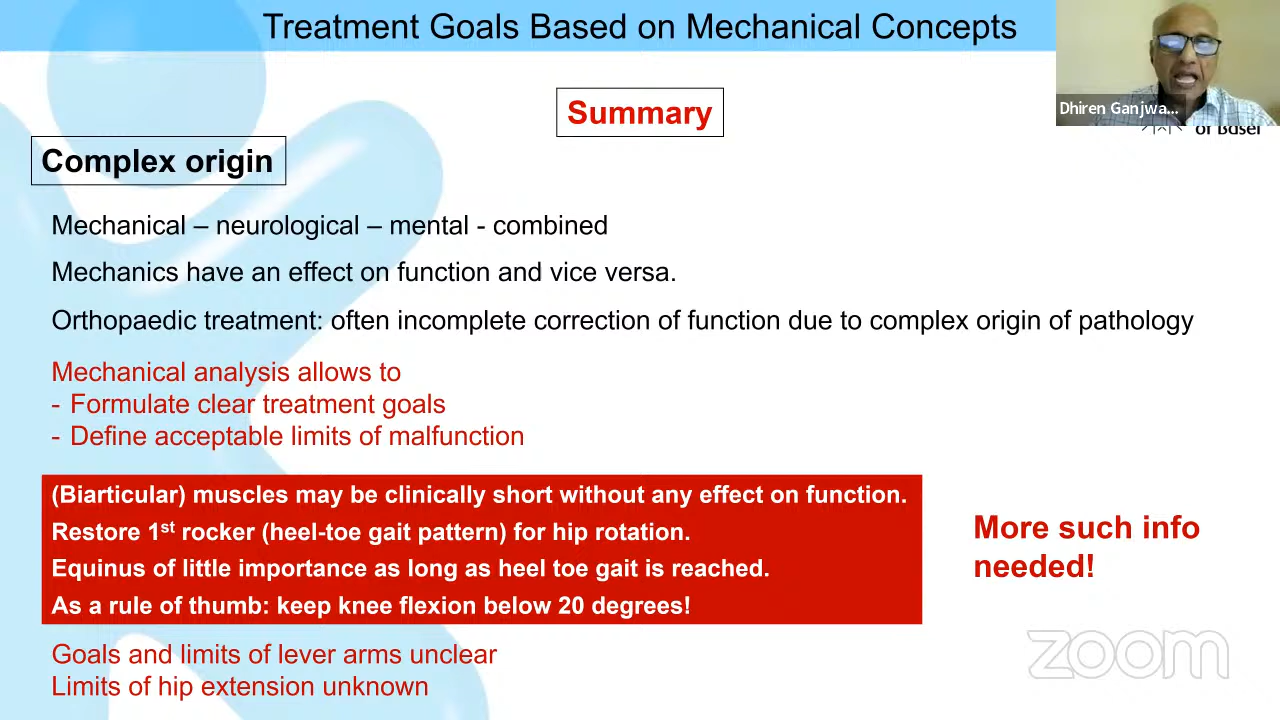 Treatment Goals Based on Mechanical Concepts
Dhiren Ganjwa...
of Basel
Summary
Complex origin
Mechanical – neurological – mental - combined
Mechanics have an effect on function and vice versa.
Orthopaedic treatment: often incomplete correction of function due to complex origin of pathology
Mechanical analysis allows to
- Formulate clear treatment goals
- Define acceptable limits of malfunction
(Biarticular) muscles may be clinically short without any effect on function.
Restore 1st rocker (heel-toe gait pattern) for hip rotation.
Equinus of little importance as long as heel toe gait is reached.
As a rule of thumb: keep knee flexion below 20 degrees!
More such info
needed!
Goals and limits of lever arms unclear
Limits of hip extension unknown
zoom